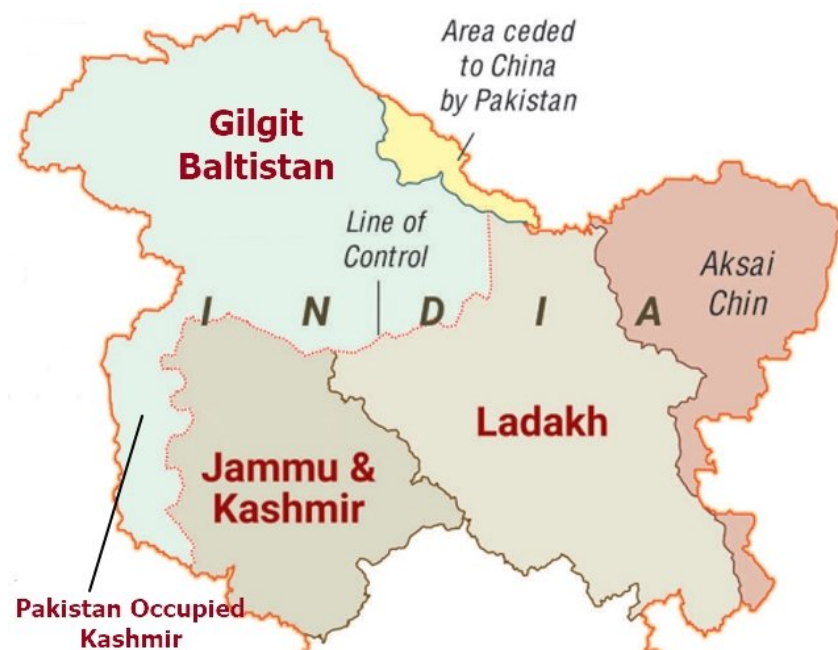 Area ceded
to China
by Pakistan
Gilgit
Baltistan
Line of
Control
Aksai
Chin
I N D I A
Ladakh
Jammu &
Kashmir
Pakistan Occupied
Kashmir